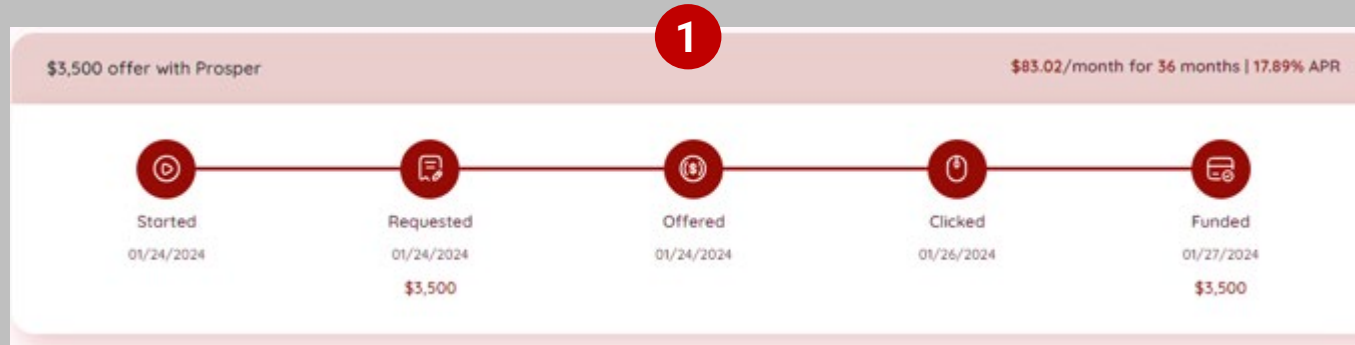 1
$3,500 offer with Prosper
$83.02/month for 36 months | 17.89% APR
Started
Requested
Offered
Clicked
Funded
01/24/2024
01/24/2024
01/24/2024
01/26/2024
01/27/2024
$3,500
$3,500